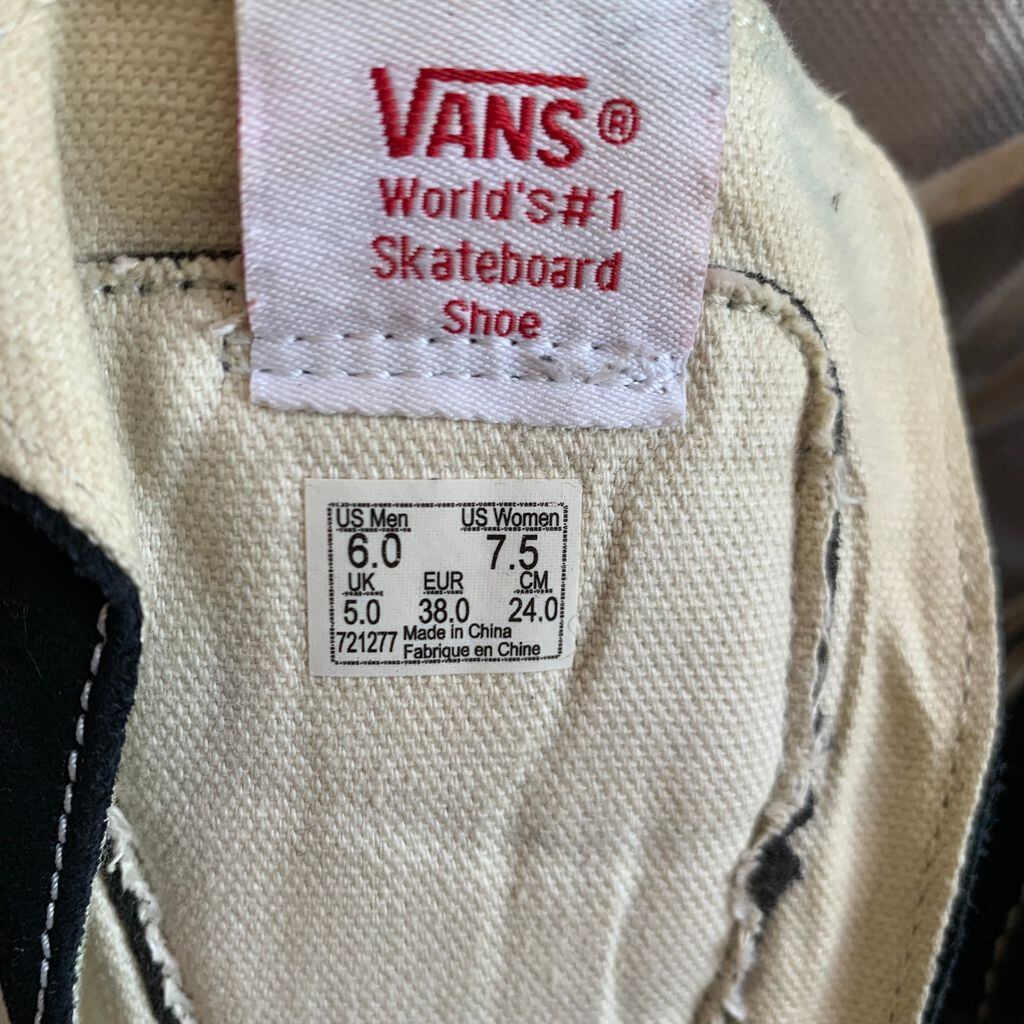 VANS®
World's #1
Skateboard
Shoe
US Men US Women
6.0 7.5
UK EUR CM
5.0 38.0 24.0
721277 Made in China
Fabrique en Chine